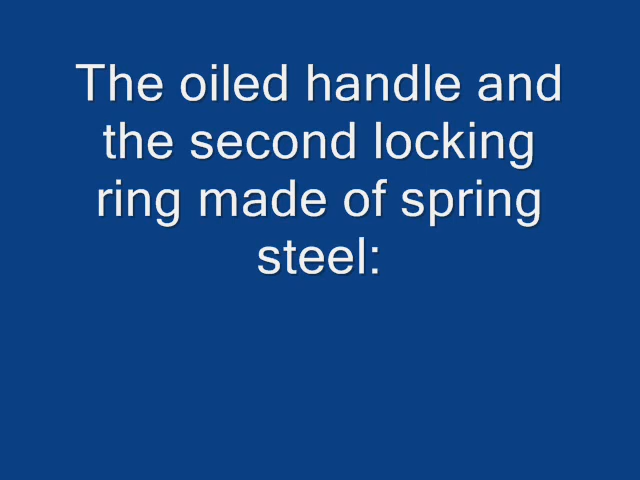 The oiled handle and
the second locking
ring made of spring
steel: